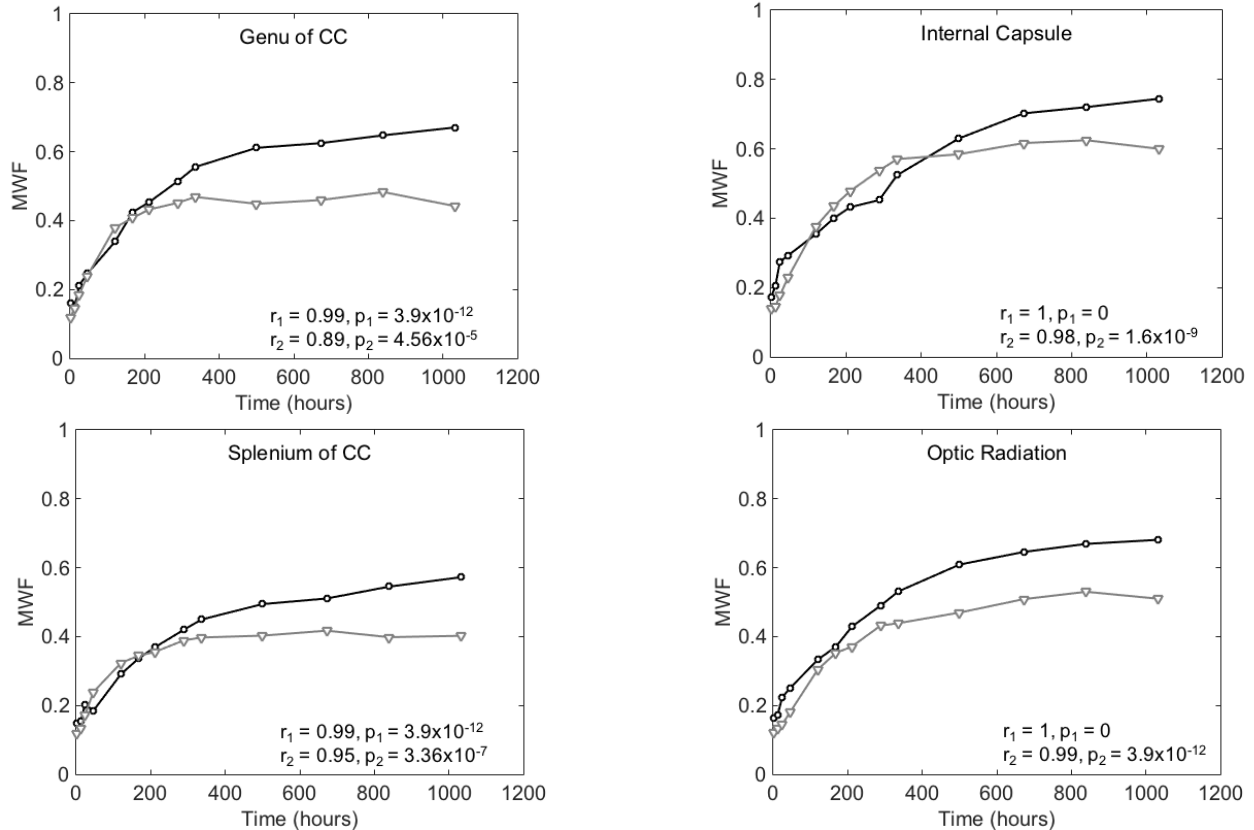 Genu of CC
1
0.8
0.6
0.4
0.2
0
MWF
r1 = 0.99, p1 = 3.9x10-12
r2 = 0.89, p2 = 4.56x10-5
0 200 400 600 800 1000 1200
Time (hours)
Internal Capsule
1
0.8
0.6
0.4
0.2
0
MWF
r1 = 1, p1 = 0
r2 = 0.98, p2 = 1.6x10-9
0 200 400 600 800 1000 1200
Time (hours)
Splenium of CC
1
0.8
0.6
0.4
0.2
0
MWF
r1 = 0.99, p1 = 3.9x10-12
r2 = 0.95, p2 = 3.36x10-7
0 200 400 600 800 1000 1200
Time (hours)
Optic Radiation
1
0.8
0.6
0.4
0.2
0
MWF
r1 = 1, p1 = 0
r2 = 0.99, p2 = 3.9x10-12
0 200 400 600 800 1000 1200
Time (hours)